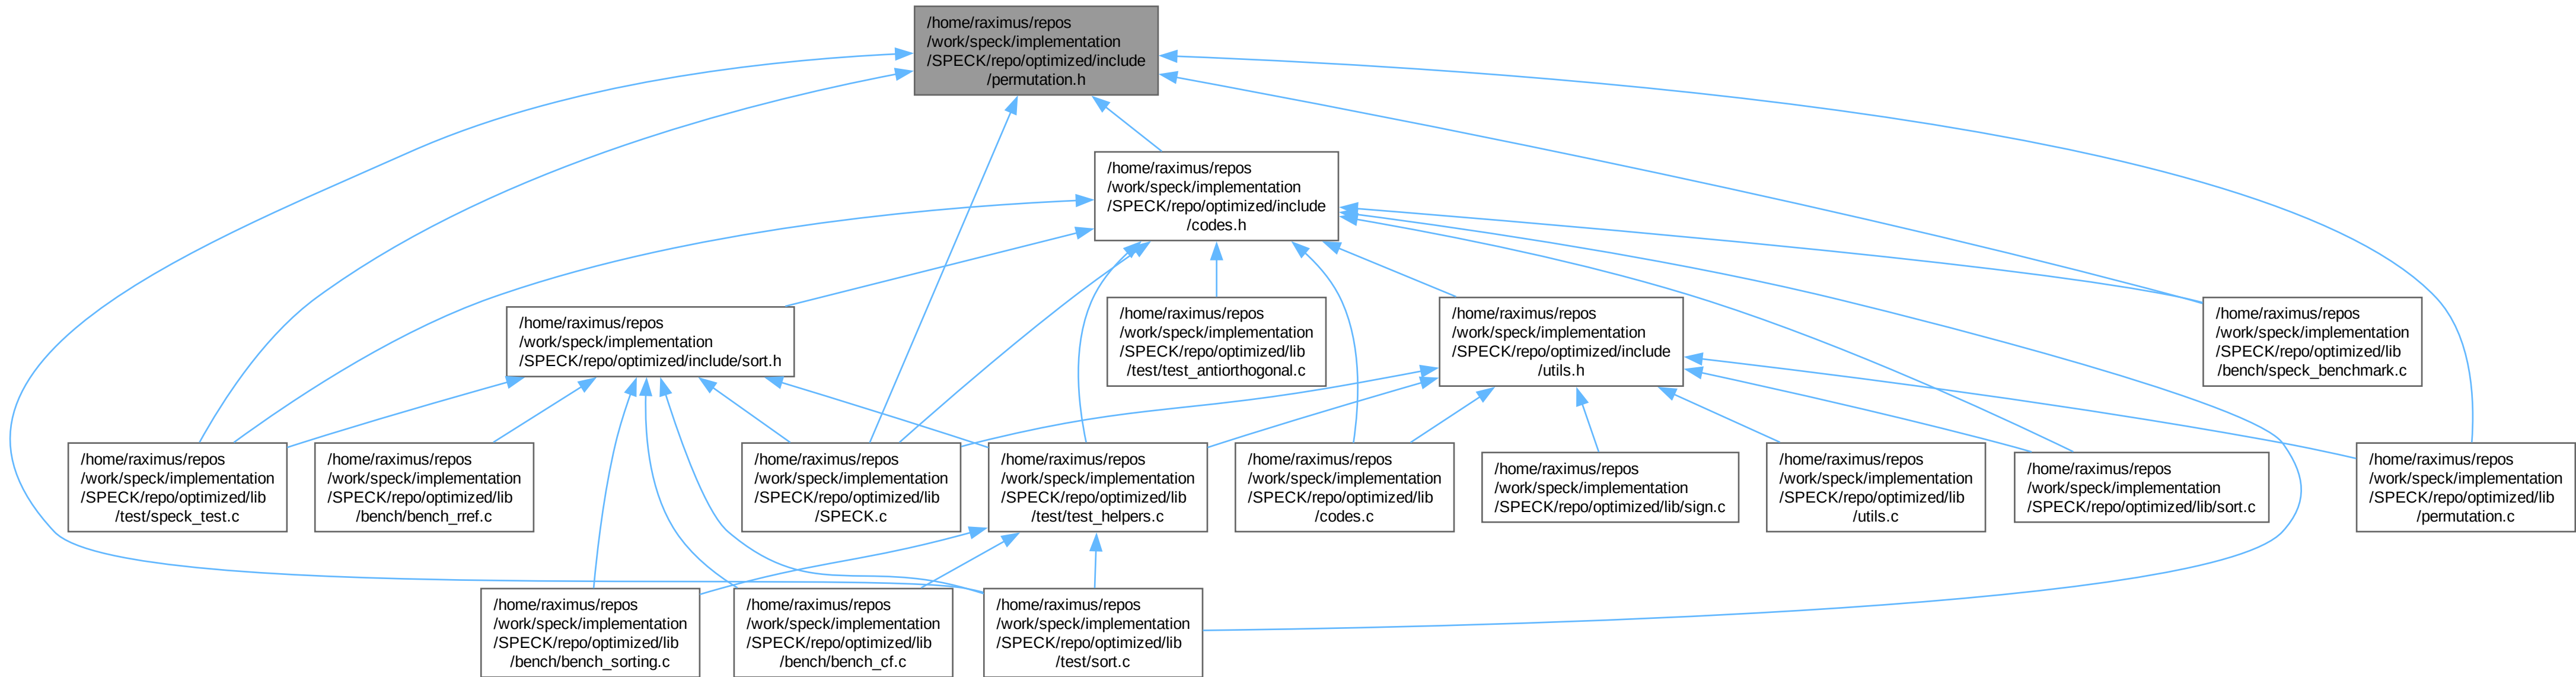 /home/raximus/repos
/work/speck/implementation
/SPECK/repo/optimized/include
/permutation.h
/home/raximus/repos
/work/speck/implementation
/SPECK/repo/optimized/include
/codes.h
/home/raximus/repos
/work/speck/implementation
/SPECK/repo/optimized/include/sort.h
/home/raximus/repos
/work/speck/implementation
/SPECK/repo/optimized/lib
/test/test_antiorthogonal.c
/home/raximus/repos
/work/speck/implementation
/SPECK/repo/optimized/include
/utils.h
/home/raximus/repos
/work/speck/implementation
/SPECK/repo/optimized/lib
/bench/speck_benchmark.c
/home/raximus/repos
/work/speck/implementation
/SPECK/repo/optimized/lib
/test/speck_test.c
/home/raximus/repos
/work/speck/implementation
/SPECK/repo/optimized/lib
/bench/bench_rref.c
/home/raximus/repos
/work/speck/implementation
/SPECK/repo/optimized/lib
/SPECK.c
/home/raximus/repos
/work/speck/implementation
/SPECK/repo/optimized/lib
/test/test_helpers.c
/home/raximus/repos
/work/speck/implementation
/SPECK/repo/optimized/lib
/codes.c
/home/raximus/repos
/work/speck/implementation
/SPECK/repo/optimized/lib/sign.c
/home/raximus/repos
/work/speck/implementation
/SPECK/repo/optimized/lib
/utils.c
/home/raximus/repos
/work/speck/implementation
/SPECK/repo/optimized/lib/sort.c
/home/raximus/repos
/work/speck/implementation
/SPECK/repo/optimized/lib
/permutation.c
/home/raximus/repos
/work/speck/implementation
/SPECK/repo/optimized/lib
/bench/bench_sorting.c
/home/raximus/repos
/work/speck/implementation
/SPECK/repo/optimized/lib
/bench/bench_cf.c
/home/raximus/repos
/work/speck/implementation
/SPECK/repo/optimized/lib
/test/sort.c